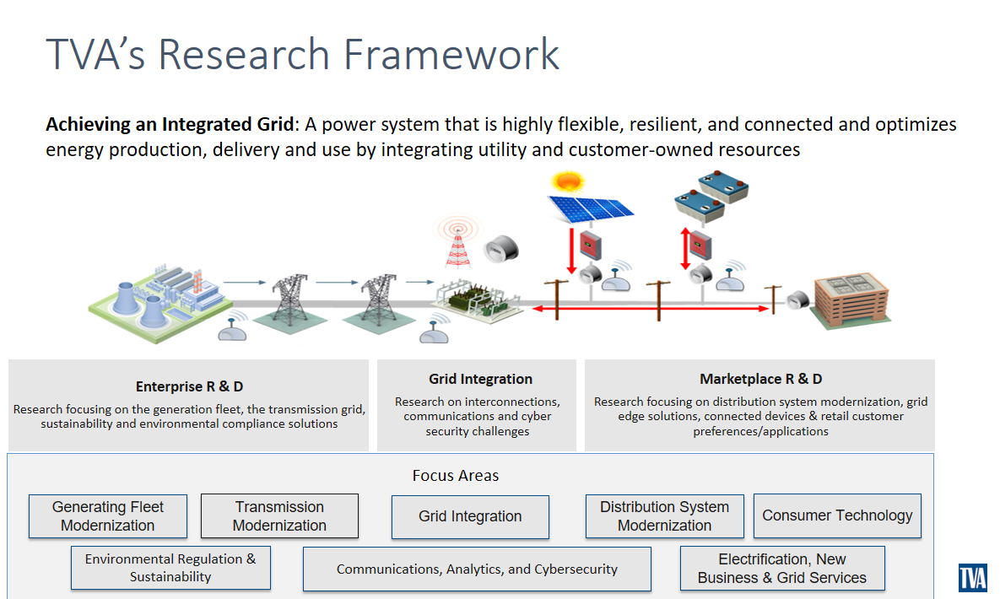 TVA’s Research Framework
Achieving an Integrated Grid: A power system that is highly flexible, resilient, and connected and optimizes
energy production, delivery and use by integrating utility and customer-owned resources
Enterprise R & D
Research focusing on the generation fleet, the transmission grid,
sustainability and environmental compliance solutions
Grid Integration
Research on interconnections,
communications and cyber
security challenges
Marketplace R & D
Research focusing on distribution system modernization, grid
edge solutions, connected devices & retail customer
preferences/applications
Focus Areas
Generating Fleet
Modernization
Transmission
Modernization
Grid Integration
Distribution System
Modernization
Consumer Technology
Environmental Regulation &
Sustainability
Communications, Analytics, and Cybersecurity
Electrification, New
Business & Grid Services
TVA